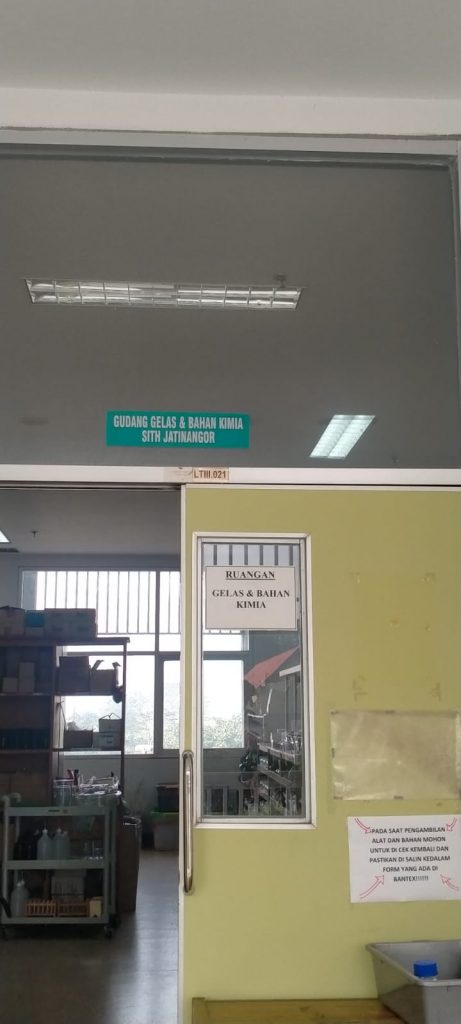 GUDANG GELAS & BAHAN KIMIA
SITH JATINANGOR
LTIII.021
RUANGAN
GELAS & BAHAN
KIMIA
PADA SAAT PENGAMBILAN
ALAT DAN BAHAN MOHON
UNTUK DI CEK KEMBALI DAN
PASTIKAN DI SALIN KEDALAM
FORM YANG ADA DI
BANTEX!!!!!!